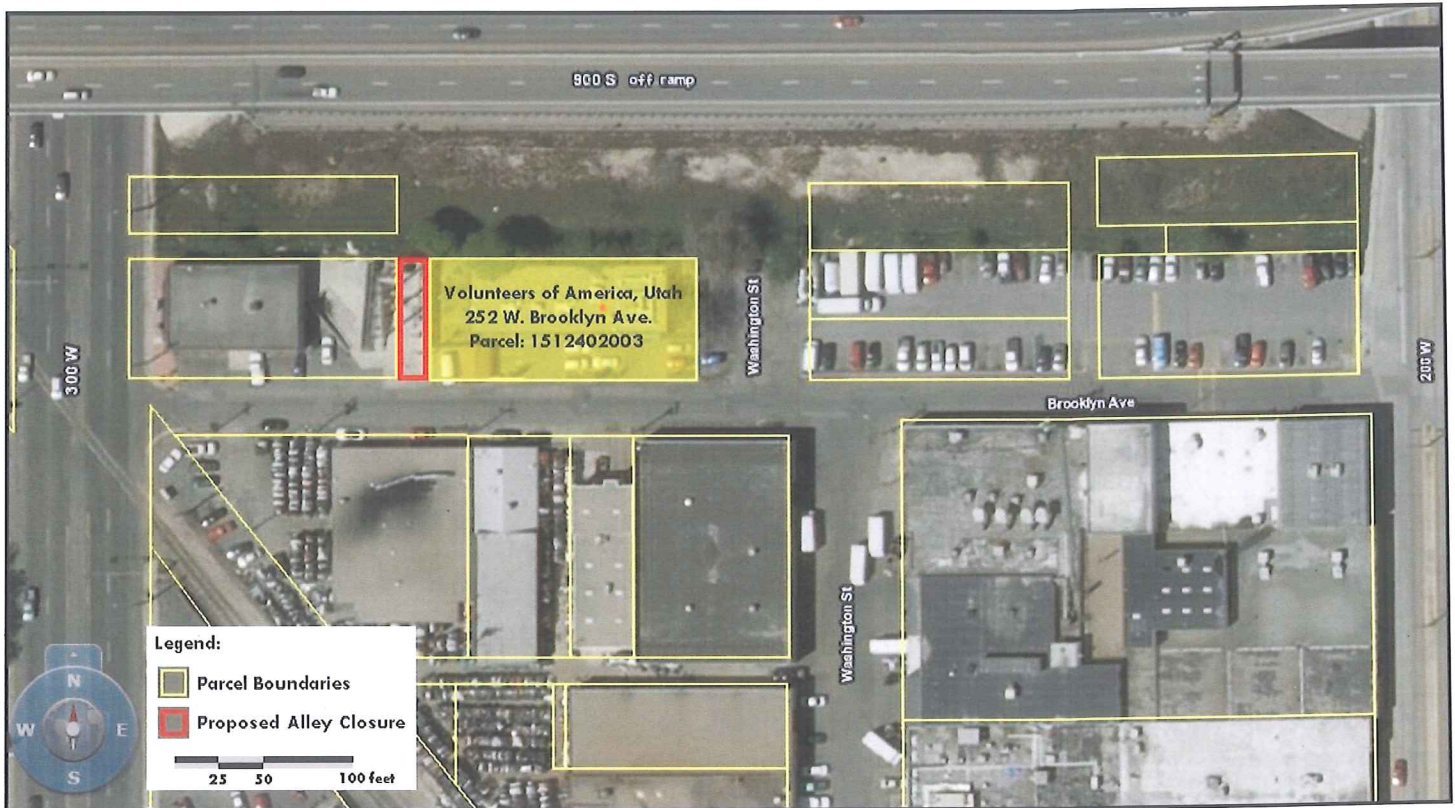 900 S off ramp
Volunteers of America, Utah
252 W. Brooklyn Ave.
Parcel: 1512402003
Washington St
300 W
200 W
Brooklyn Ave
Washington St
Legend:
Parcel Boundaries
Proposed Alley Closure
25 50 100 feet
N
W E
S